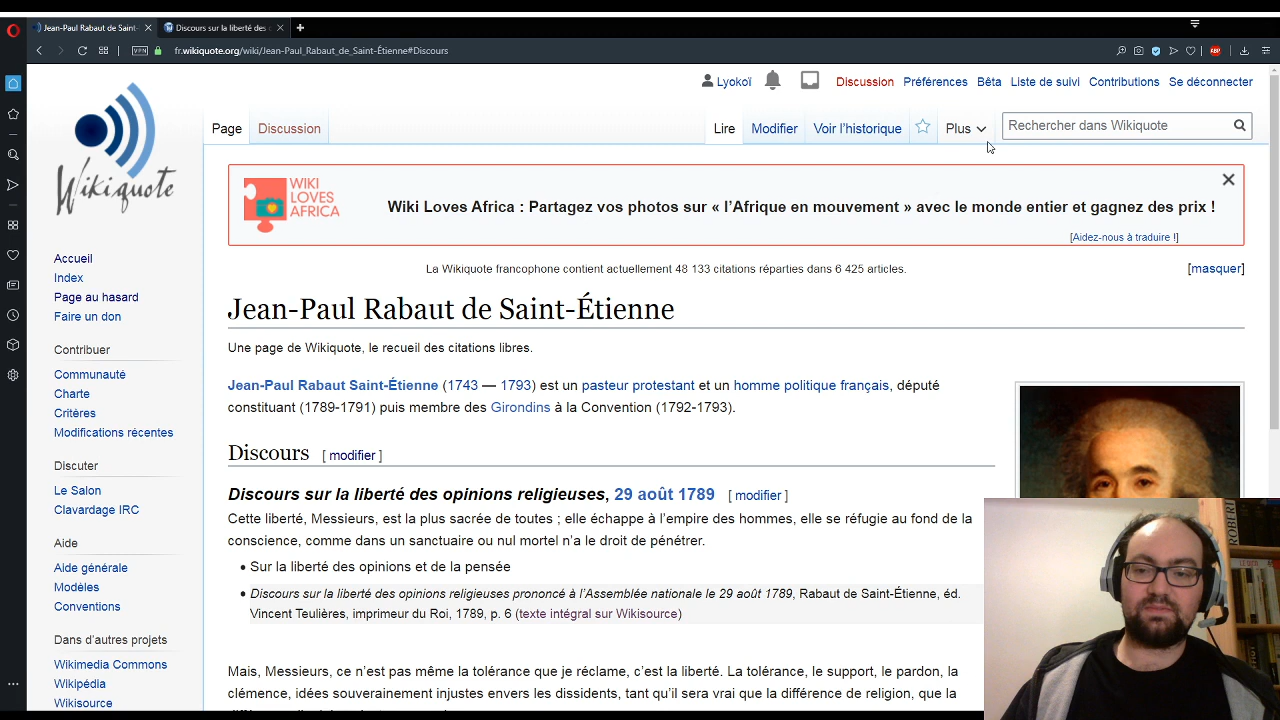 Jean-Paul Rabaut de Saint-
Discours sur la liberté des
VPN
fr.wikiquote.org/wiki/Jean-Paul_Rabaut_de_Saint-Étienne#Discours
ABP
Lyokoï
Discussion
Préférences
Bêta
Liste de suivi
Contributions
Se déconnecter
Page
Discussion
Lire
Modifier
Voir l’historique
Plus
Rechercher dans Wikiquote
Wikiquote
WIKI
LOVES
AFRICA
Wiki Loves Africa : Partagez vos photos sur « l’Afrique en mouvement » avec le monde entier et gagnez des prix !
[Aidez-nous à traduire !]
La Wikiquote francophone contient actuellement 48 133 citations réparties dans 6 425 articles.
[masquer]
Accueil
Index
Page au hasard
Faire un don
Contribuer
Communauté
Charte
Critères
Modifications récentes
Discuter
Le Salon
Clavardage IRC
Aide
Aide générale
Modèles
Conventions
Dans d’autres projets
Wikimedia Commons
Wikipédia
Wikisource
Jean-Paul Rabaut de Saint-Étienne
Une page de Wikiquote, le recueil des citations libres.
Jean-Paul Rabaut Saint-Étienne (1743 — 1793) est un pasteur protestant et un homme politique français, député
constituant (1789-1791) puis membre des Girondins à la Convention (1792-1793).
Discours [ modifier ]
Discours sur la liberté des opinions religieuses, 29 août 1789 [ modifier ]
Cette liberté, Messieurs, est la plus sacrée de toutes ; elle échappe à l’empire des hommes, elle se réfugie au fond de la
conscience, comme dans un sanctuaire ou nul mortel n’a le droit de pénétrer.
Sur la liberté des opinions et de la pensée
Discours sur la liberté des opinions religieuses prononcé à l’Assemblée nationale le 29 août 1789, Rabaut de Saint-Étienne, éd.
Vincent Teulières, imprimeur du Roi, 1789, p. 6 (texte intégral sur Wikisource)
Mais, Messieurs, ce n’est pas même la tolérance que je réclame, c’est la liberté. La tolérance, le support, le pardon, la
clémence, idées souverainement injustes envers les dissidents, tant qu’il sera vrai que la différence de religion, que la
ROBERT